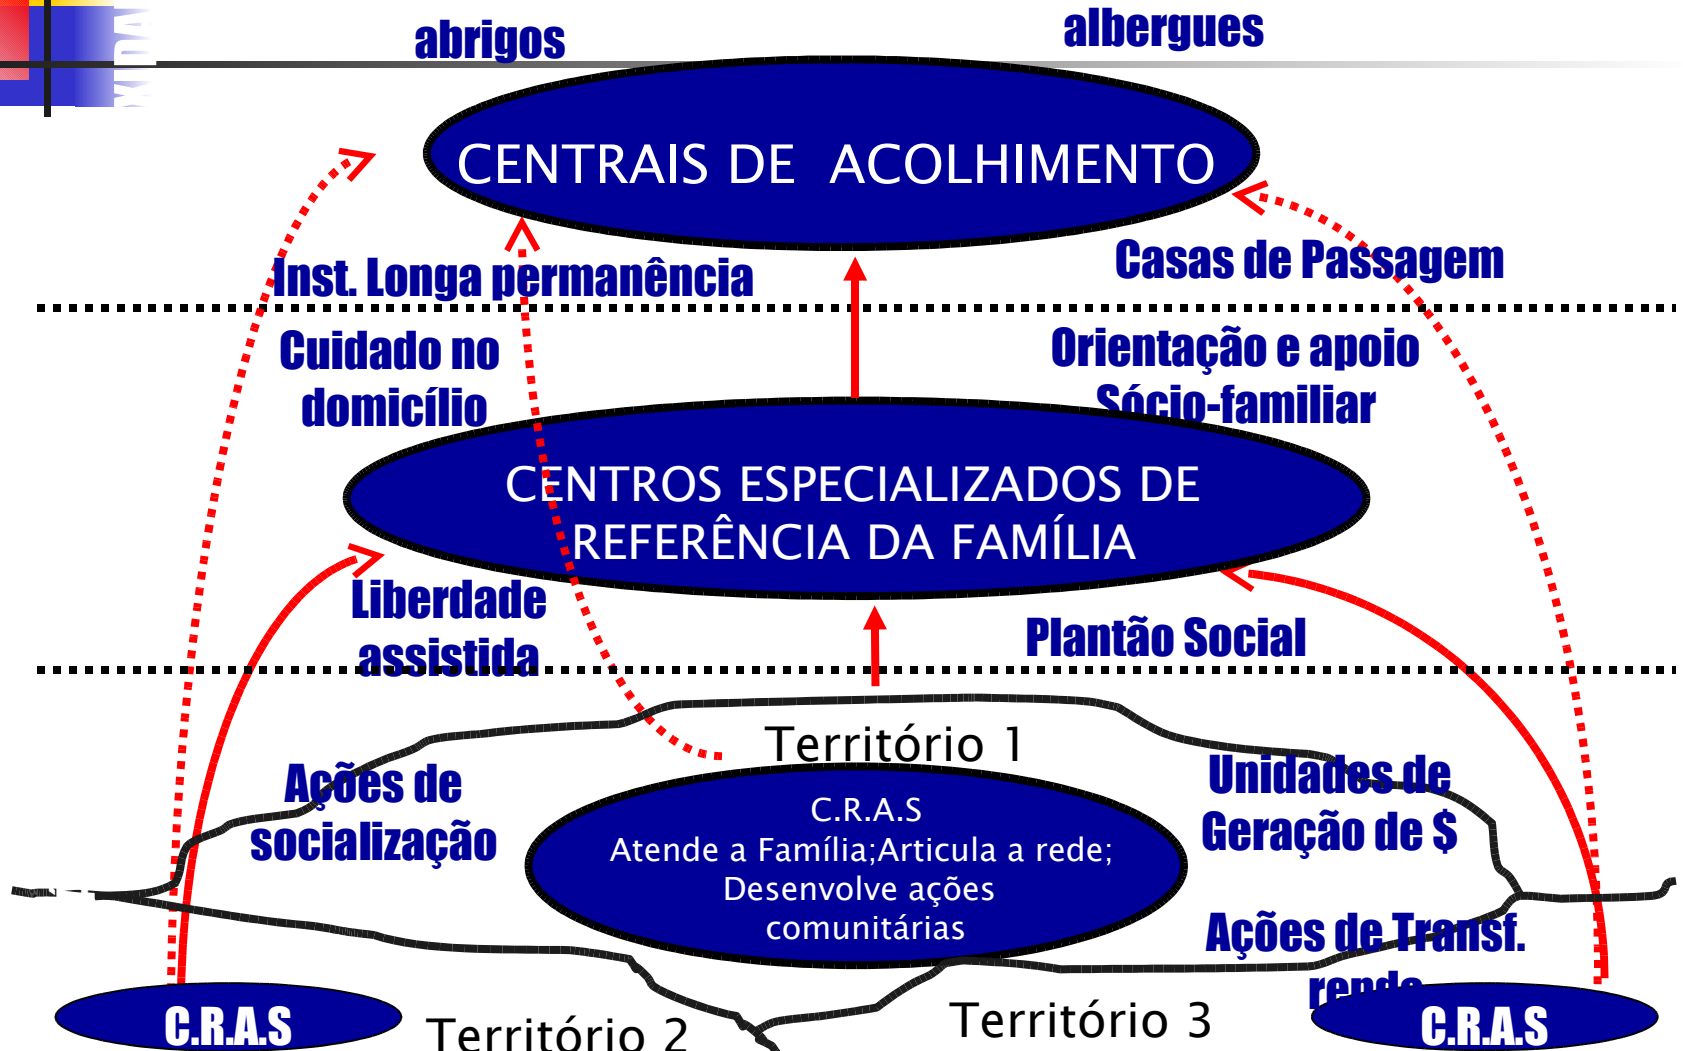 abrigos
albergues
CENTRAIS DE ACOLHIMENTO
Inst. Longa permanência
Casas de Passagem
Cuidado no
domicílio
Orientação e apoio
Sócio-familiar
CENTROS ESPECIALIZADOS DE
REFERÊNCIA DA FAMÍLIA
Liberdade
assistida
Plantão Social
Território 1
Ações de
socialização
Unidades de
Geração de $
C.R.A.S
Atende a Família;Articula a rede;
Desenvolve ações
comunitárias
Ações de Transf.
renda
C.R.A.S
Território 2
Território 3
C.R.A.S